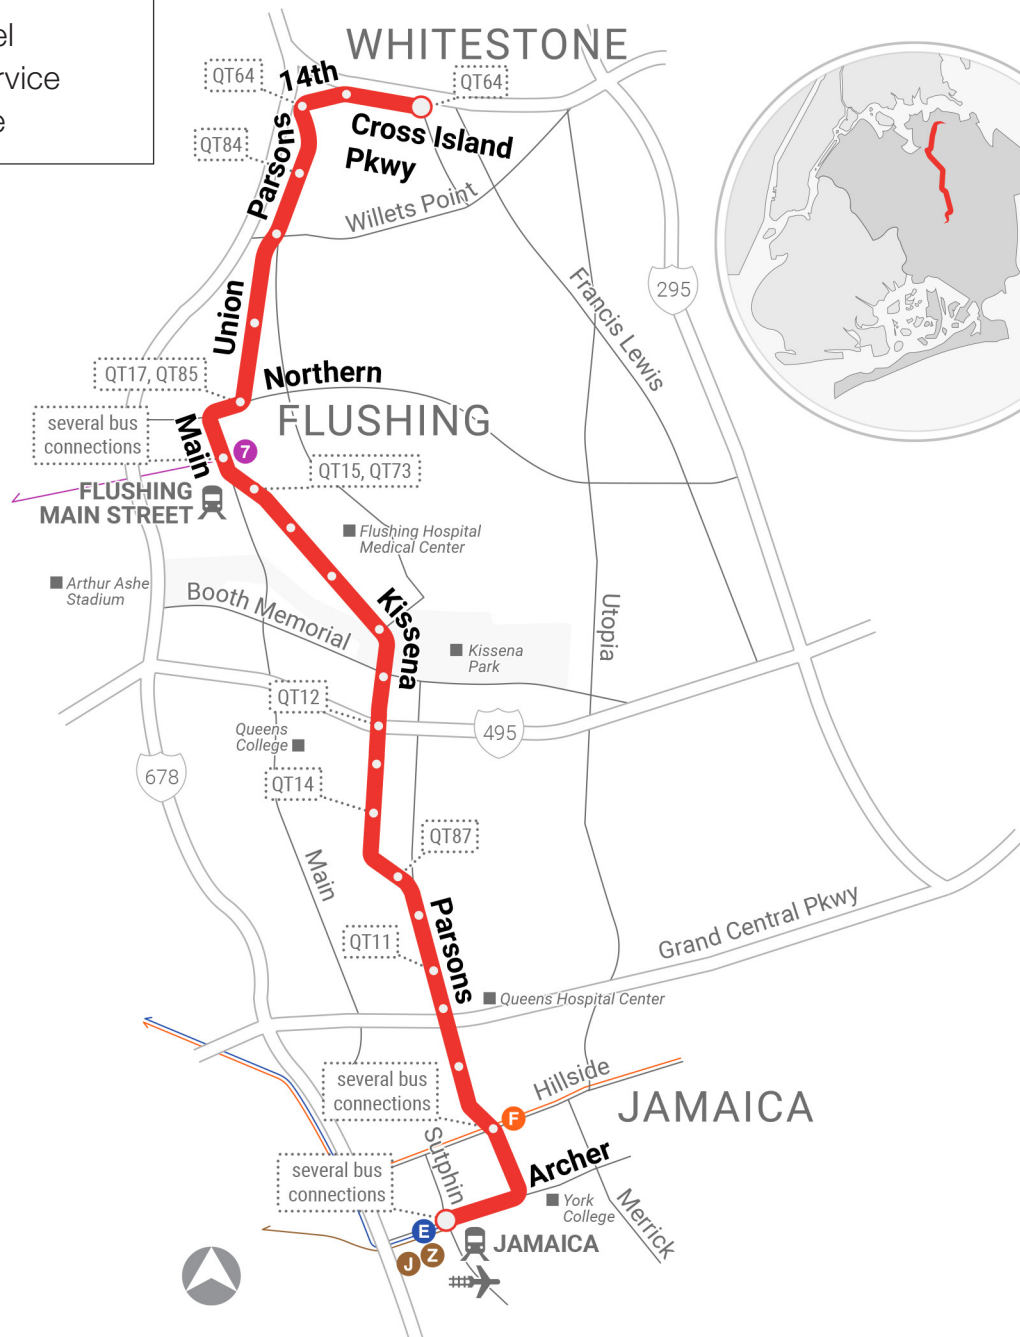 el
rvice
e
WHITESTONE
QT64
14th
QT64
Cross Island
Pkwy
QT84
Parsons
Willets Point
295
Francis Lewis
Union
QT17, QT85
Northern
FLUSHING
several bus
connections
Main
7
QT15, QT73
FLUSHING
MAIN STREET
Flushing Hospital
Medical Center
Arthur Ashe
Stadium
Booth Memorial
Kissena
Utopia
Kissena
Park
QT12
Queens
College
495
678
QT14
QT87
Main
Parsons
QT11
Grand Central Pkwy
Queens Hospital Center
several bus
connections
Hillside
F
JAMAICA
Sutphin
Archer
several bus
connections
York
College
Merrick
E
JAMAICA
J
Z